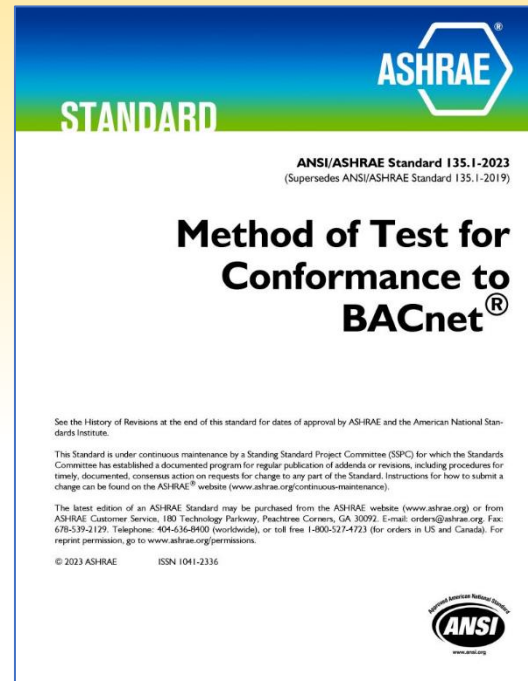 ASHRAE
STANDARD
ANSI/ASHRAE Standard 135.1-2023
(Supersedes ANSI/ASHRAE Standard 135.1-2019)
Method of Test for
Conformance to
BACnet®
See the History of Revisions at the end of this standard for dates of approval by ASHRAE and the American National Stan-
dards Institute.
This Standard is under continuous maintenance by a Standing Standard Project Committee (SSPC) for which the Standards
Committee has established a documented program for regular publication of addenda or revisions, including procedures for
timely, documented, consensus action on requests for change to any part of the Standard. Instructions for how to submit a
change can be found on the ASHRAE® website (www.ashrae.org/continuous-maintenance).
The latest edition of an ASHRAE Standard may be purchased from the ASHRAE website (www.ashrae.org) or from
ASHRAE Customer Service, 180 Technology Parkway, Peachtree Corners, GA 30092. E-mail: orders@ashrae.org. Fax:
678-539-2129. Telephone: 404-636-8400 (worldwide), or toll free 1-800-527-4723 (for orders in US and Canada). For
reprint permission, go to www.ashrae.org/permissions.
© 2023 ASHRAE ISSN 1041-2336
Approved American National Standard
ANSI
www.ansi.org